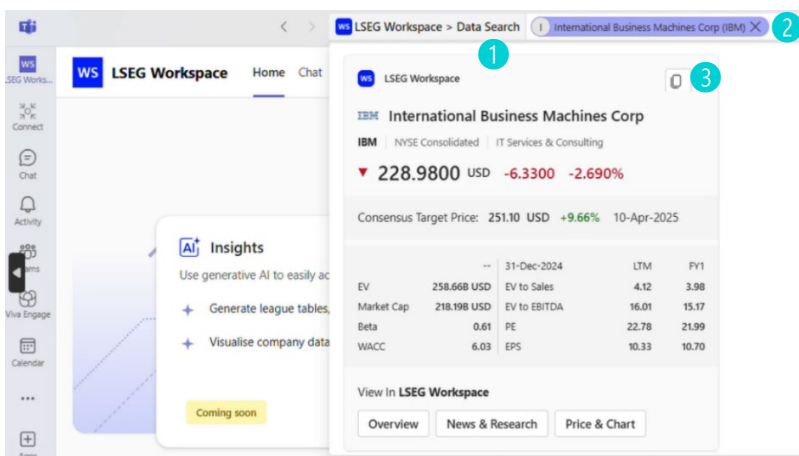 WS LSEG Workspace > Data Search I International Business Machines Corp (IBM) 2
1
WS
LSEG Works...
Connect
Chat
Activity
ams
Viva Engage
Calendar
WS LSEG Workspace Home Chat
AI Insights
Use generative AI to easily ac
Generate league tables,
Visualise company data
Coming soon
WS LSEG Workspace 3
IBM International Business Machines Corp
IBM NYSE Consolidated IT Services & Consulting
228.9800 USD -6.3300 -2.690%
Consensus Target Price: 251.10 USD +9.66% 10-Apr-2025
-- 31-Dec-2024 LTM FY1
EV 258.66B USD EV to Sales 4.12 3.98
Market Cap 218.19B USD EV to EBITDA 16.01 15.17
Beta 0.61 PE 22.78 21.99
WACC 6.03 EPS 10.33 10.70
View In LSEG Workspace
Overview News & Research Price & Chart